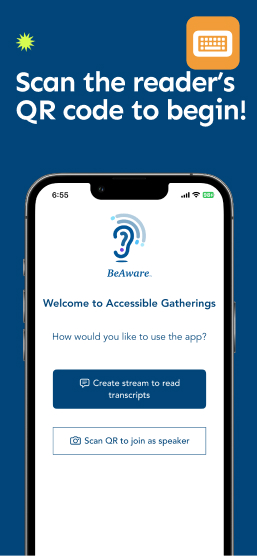 Scan the reader's
QR code to begin!
6:55
BeAware
Welcome to Accessible Gatherings
How would you like to use the app?
Create stream to read
transcripts
Scan QR to join as speaker